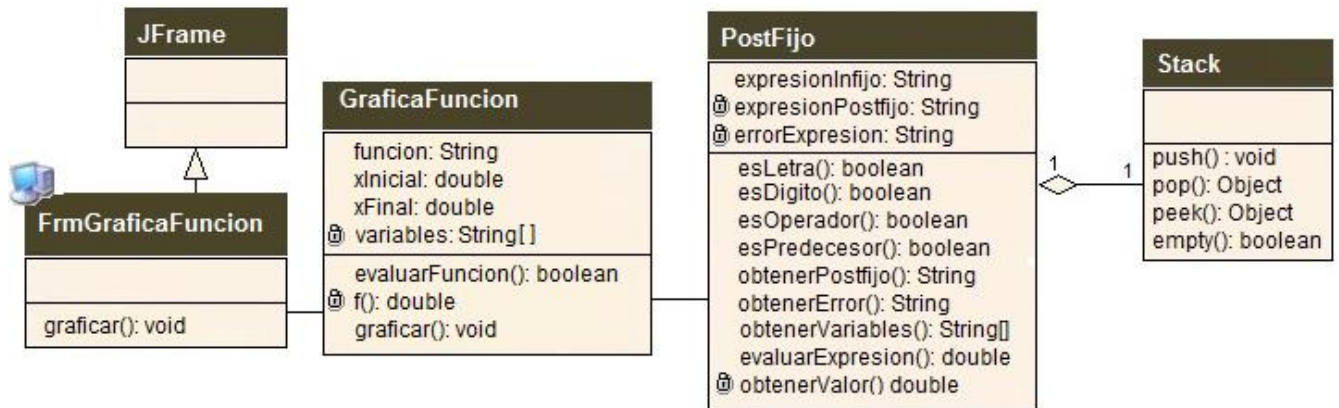 JFrame
FrmGraficaFuncion
graficar(): void
GraficaFuncion
funcion: String
xInicial: double
xFinal: double
variables: String[ ]
evaluarFuncion(): boolean
f(): double
graficar(): void
PostFijo
expresionInfijo: String
expresionPostfijo: String
errorExpresion: String
esLetra(): boolean
esDigito(): boolean
esOperador(): boolean
esPredecesor(): boolean
obtenerPostfijo(): String
obtenerError(): String
obtenerVariables(): String[]
evaluarExpresion(): double
obtenerValor() double
1
1
Stack
push() : void
pop(): Object
peek(): Object
empty(): boolean